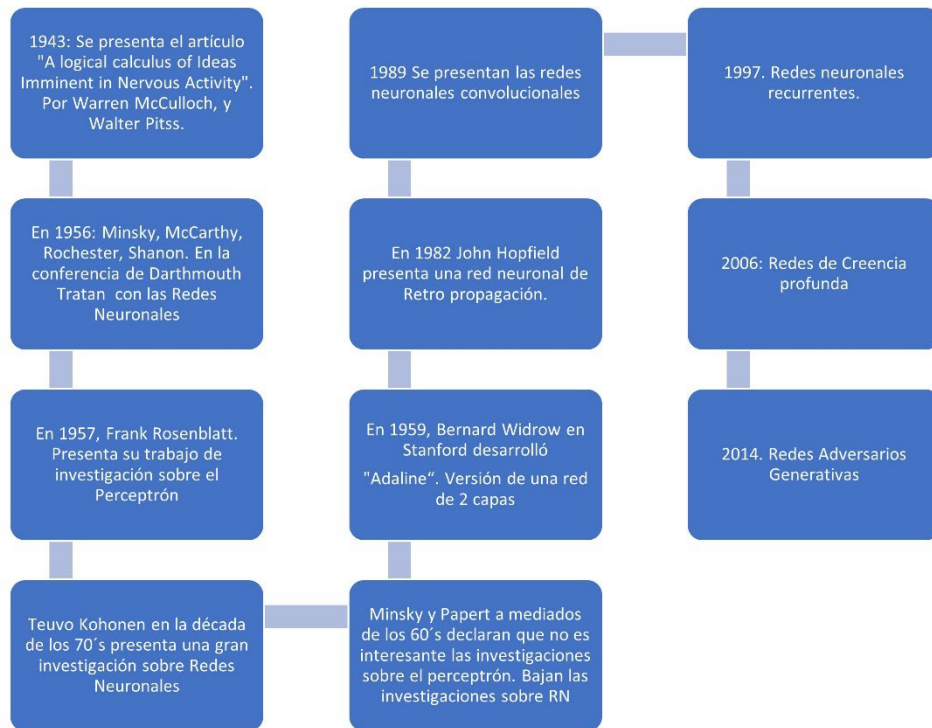 1943: Se presenta el artículo
"A logical calculus of Ideas
Imminent in Nervous Activity".
Por Warren McCulloch, y
Walter Pitss.
En 1956: Minsky, McCarthy,
Rochester, Shanon. En la
conferencia de Darthmouth
Tratan con las Redes
Neuronales
En 1957, Frank Rosenblatt.
Presenta su trabajo de
investigación sobre el
Perceptrón
Teuvo Kohonen en la década
de los 70´s presenta una gran
investigación sobre Redes
Neuronales
Minsky y Papert a mediados
de los 60´s declaran que no es
interesante las investigaciones
sobre el perceptrón. Bajan las
investigaciones sobre RN
En 1959, Bernard Widrow en
Stanford desarrolló
"Adaline“. Versión de una red
de 2 capas
En 1982 John Hopfield
presenta una red neuronal de
Retro propagación.
1989 Se presentan las redes
neuronales convolucionales
1997. Redes neuronales
recurrentes.
2006: Redes de Creencia
profunda
2014. Redes Adversarios
Generativas